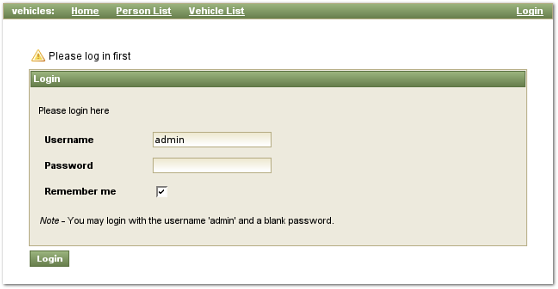 vehicles: Home Person List Vehicle List Login
Please log in first
Login
Please login here
Username admin
Password
Remember me
Note - You may login with the username 'admin' and a blank password.
Login